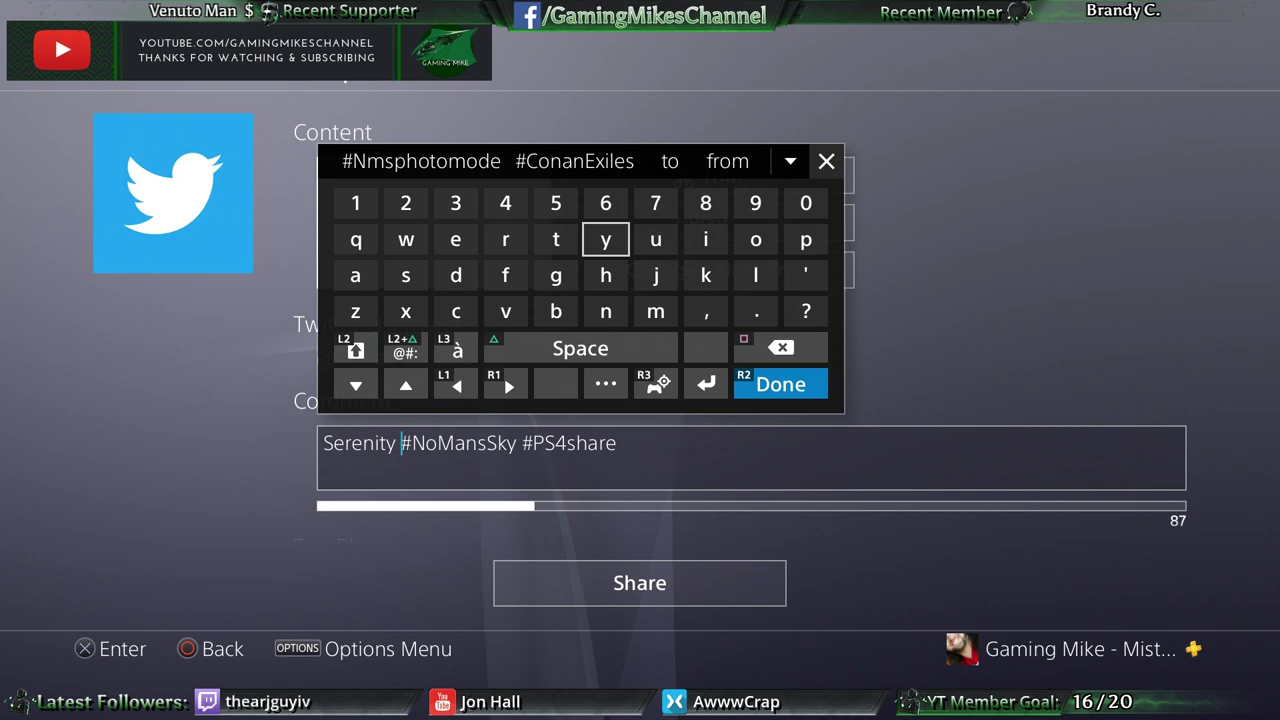 Venuto Man $ Recent Supporter
/GamingMikesChannel
Recent Member Brandy C.
YOUTUBE.COM/GAMINGMIKESCHANNEL
THANKS FOR WATCHING & SUBSCRIBING
GAMING MIKE
Content
#Nmsphotomode #ConanExiles to from
1 2 3 4 5 6 7 8 9 0
q w e r t y u i o p
a s d f g h j k l '
z x c v b n m , . ?
L2 L2+△ @#: L3 à △ Space □
L1 R1 ... R3 R2 Done
Serenity #NoMansSky #PS4share
87
Share
Enter Back OPTIONS Options Menu
Gaming Mike - Mist...
Latest Followers: thearjguyiv You Tube Jon Hall AwwwCrap YT Member Goal: 16/20